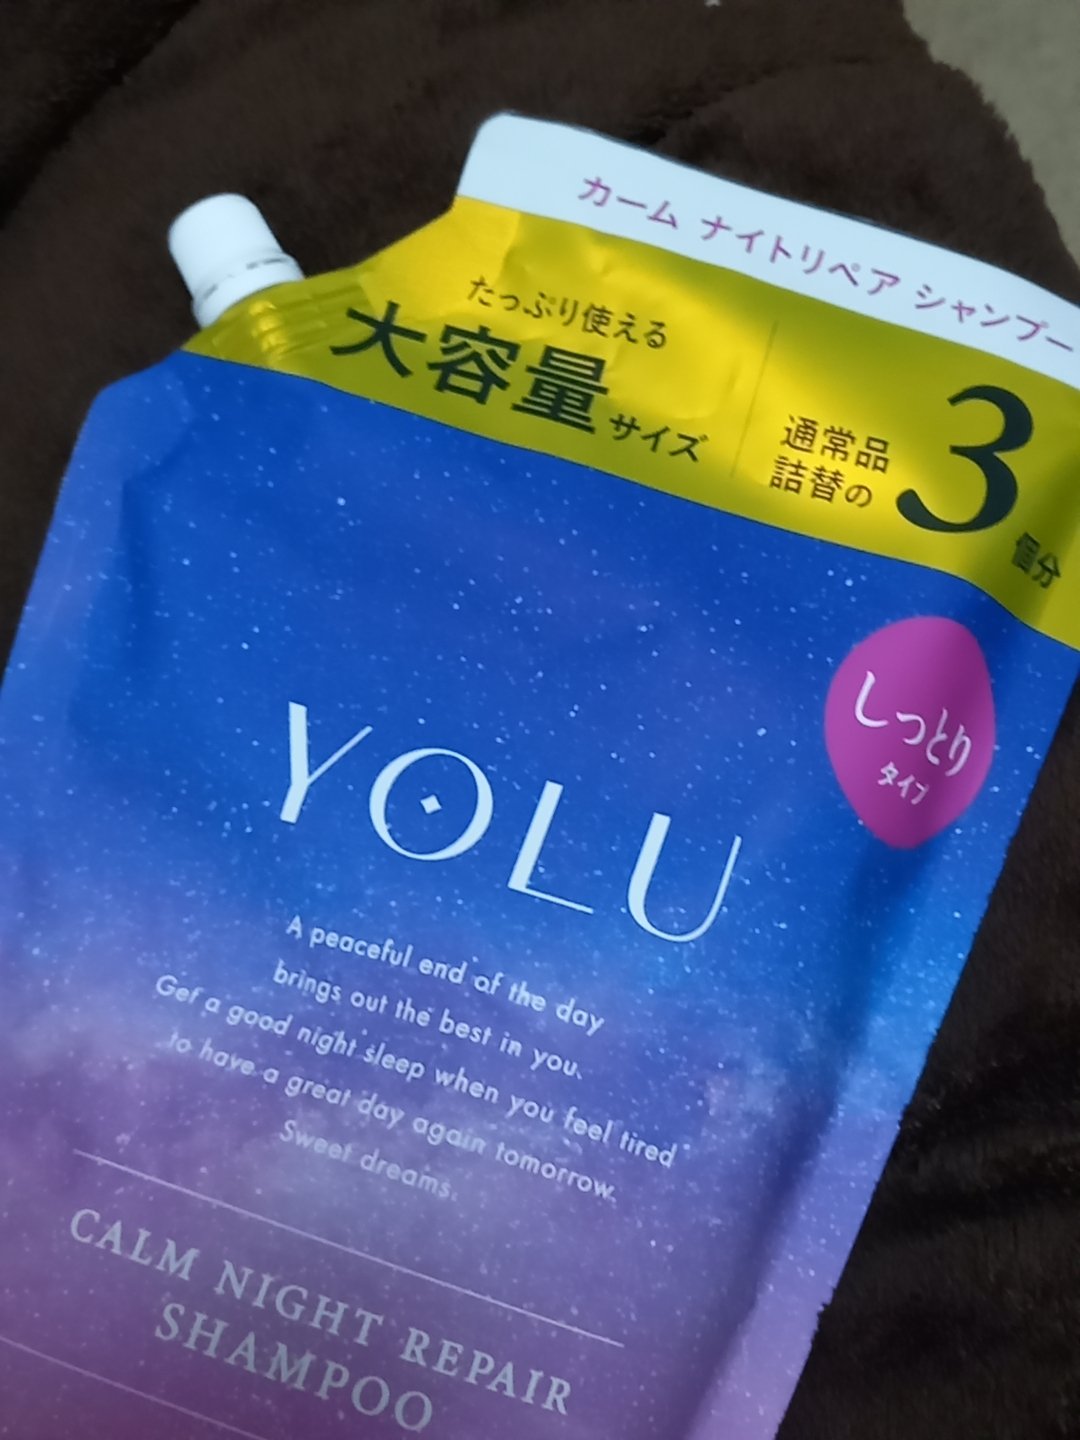 カーム ナイトリペア シャンプー
たっぷり使える
大容量サイズ
通常品
詰替の
3個分
しっとり
タイプ
YOLU
A peaceful end of the day
brings out the best in you.
Get a good night sleep when you feel tired
to have a great day again tomorrow.
Sweet dreams.
CALM NIGHT REPAIR
SHAMPOO